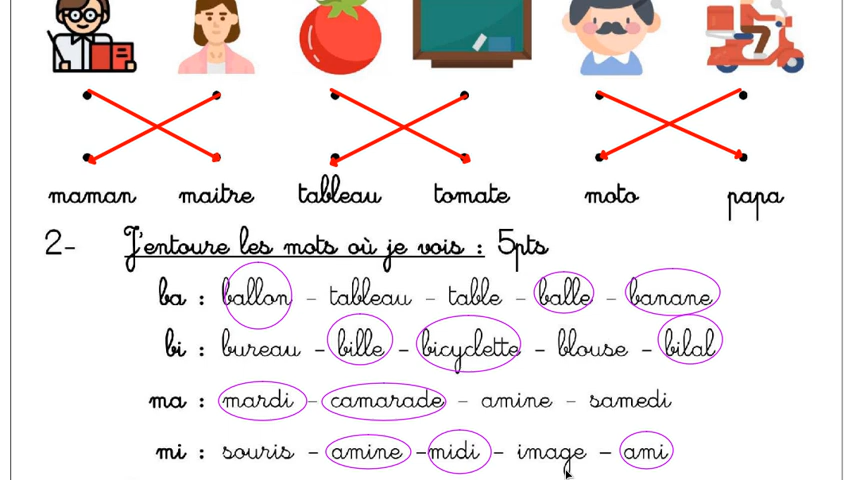 maman maitre tableau tomate moto papa
2- J'entoure les mots où je vois : 5pts
ba : ballon - tableau - table - balle - banane
bi : bureau - bille - bicyclette - blouse - bilal
ma : mardi - camarade - amine - samedi
mi : souris - amine - midi - image - ami